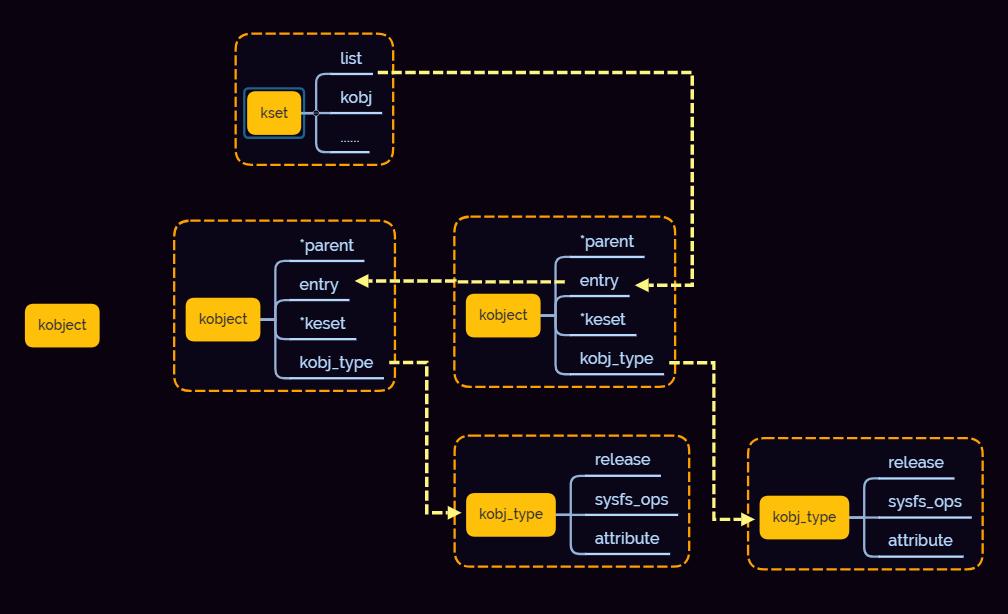 list
kset
kobj
......
*parent
entry
kobject
*keset
kobj_type
*parent
entry
kobject
*keset
kobj_type
kobject
release
kobj_type
sysfs_ops
attribute
release
kobj_type
sysfs_ops
attribute